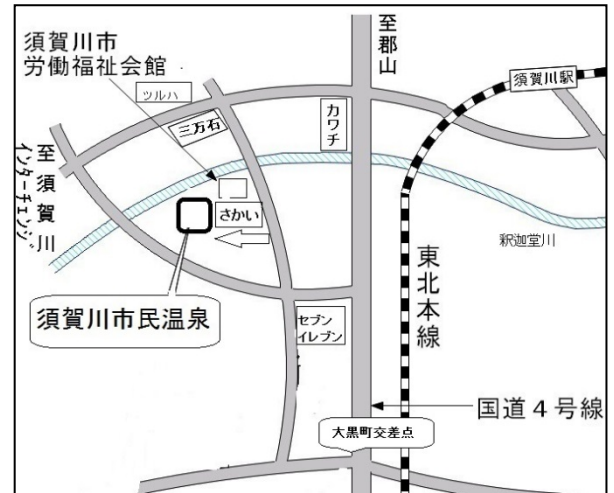 須賀川市
労働福祉会館
ツルハ
三万石
至郡山
カワチ
須賀川駅
至須賀川
インターチェンジ
さかい
釈迦堂川
須賀川市民温泉
東北本線
セブン
イレブン
国道４号線
大黒町交差点